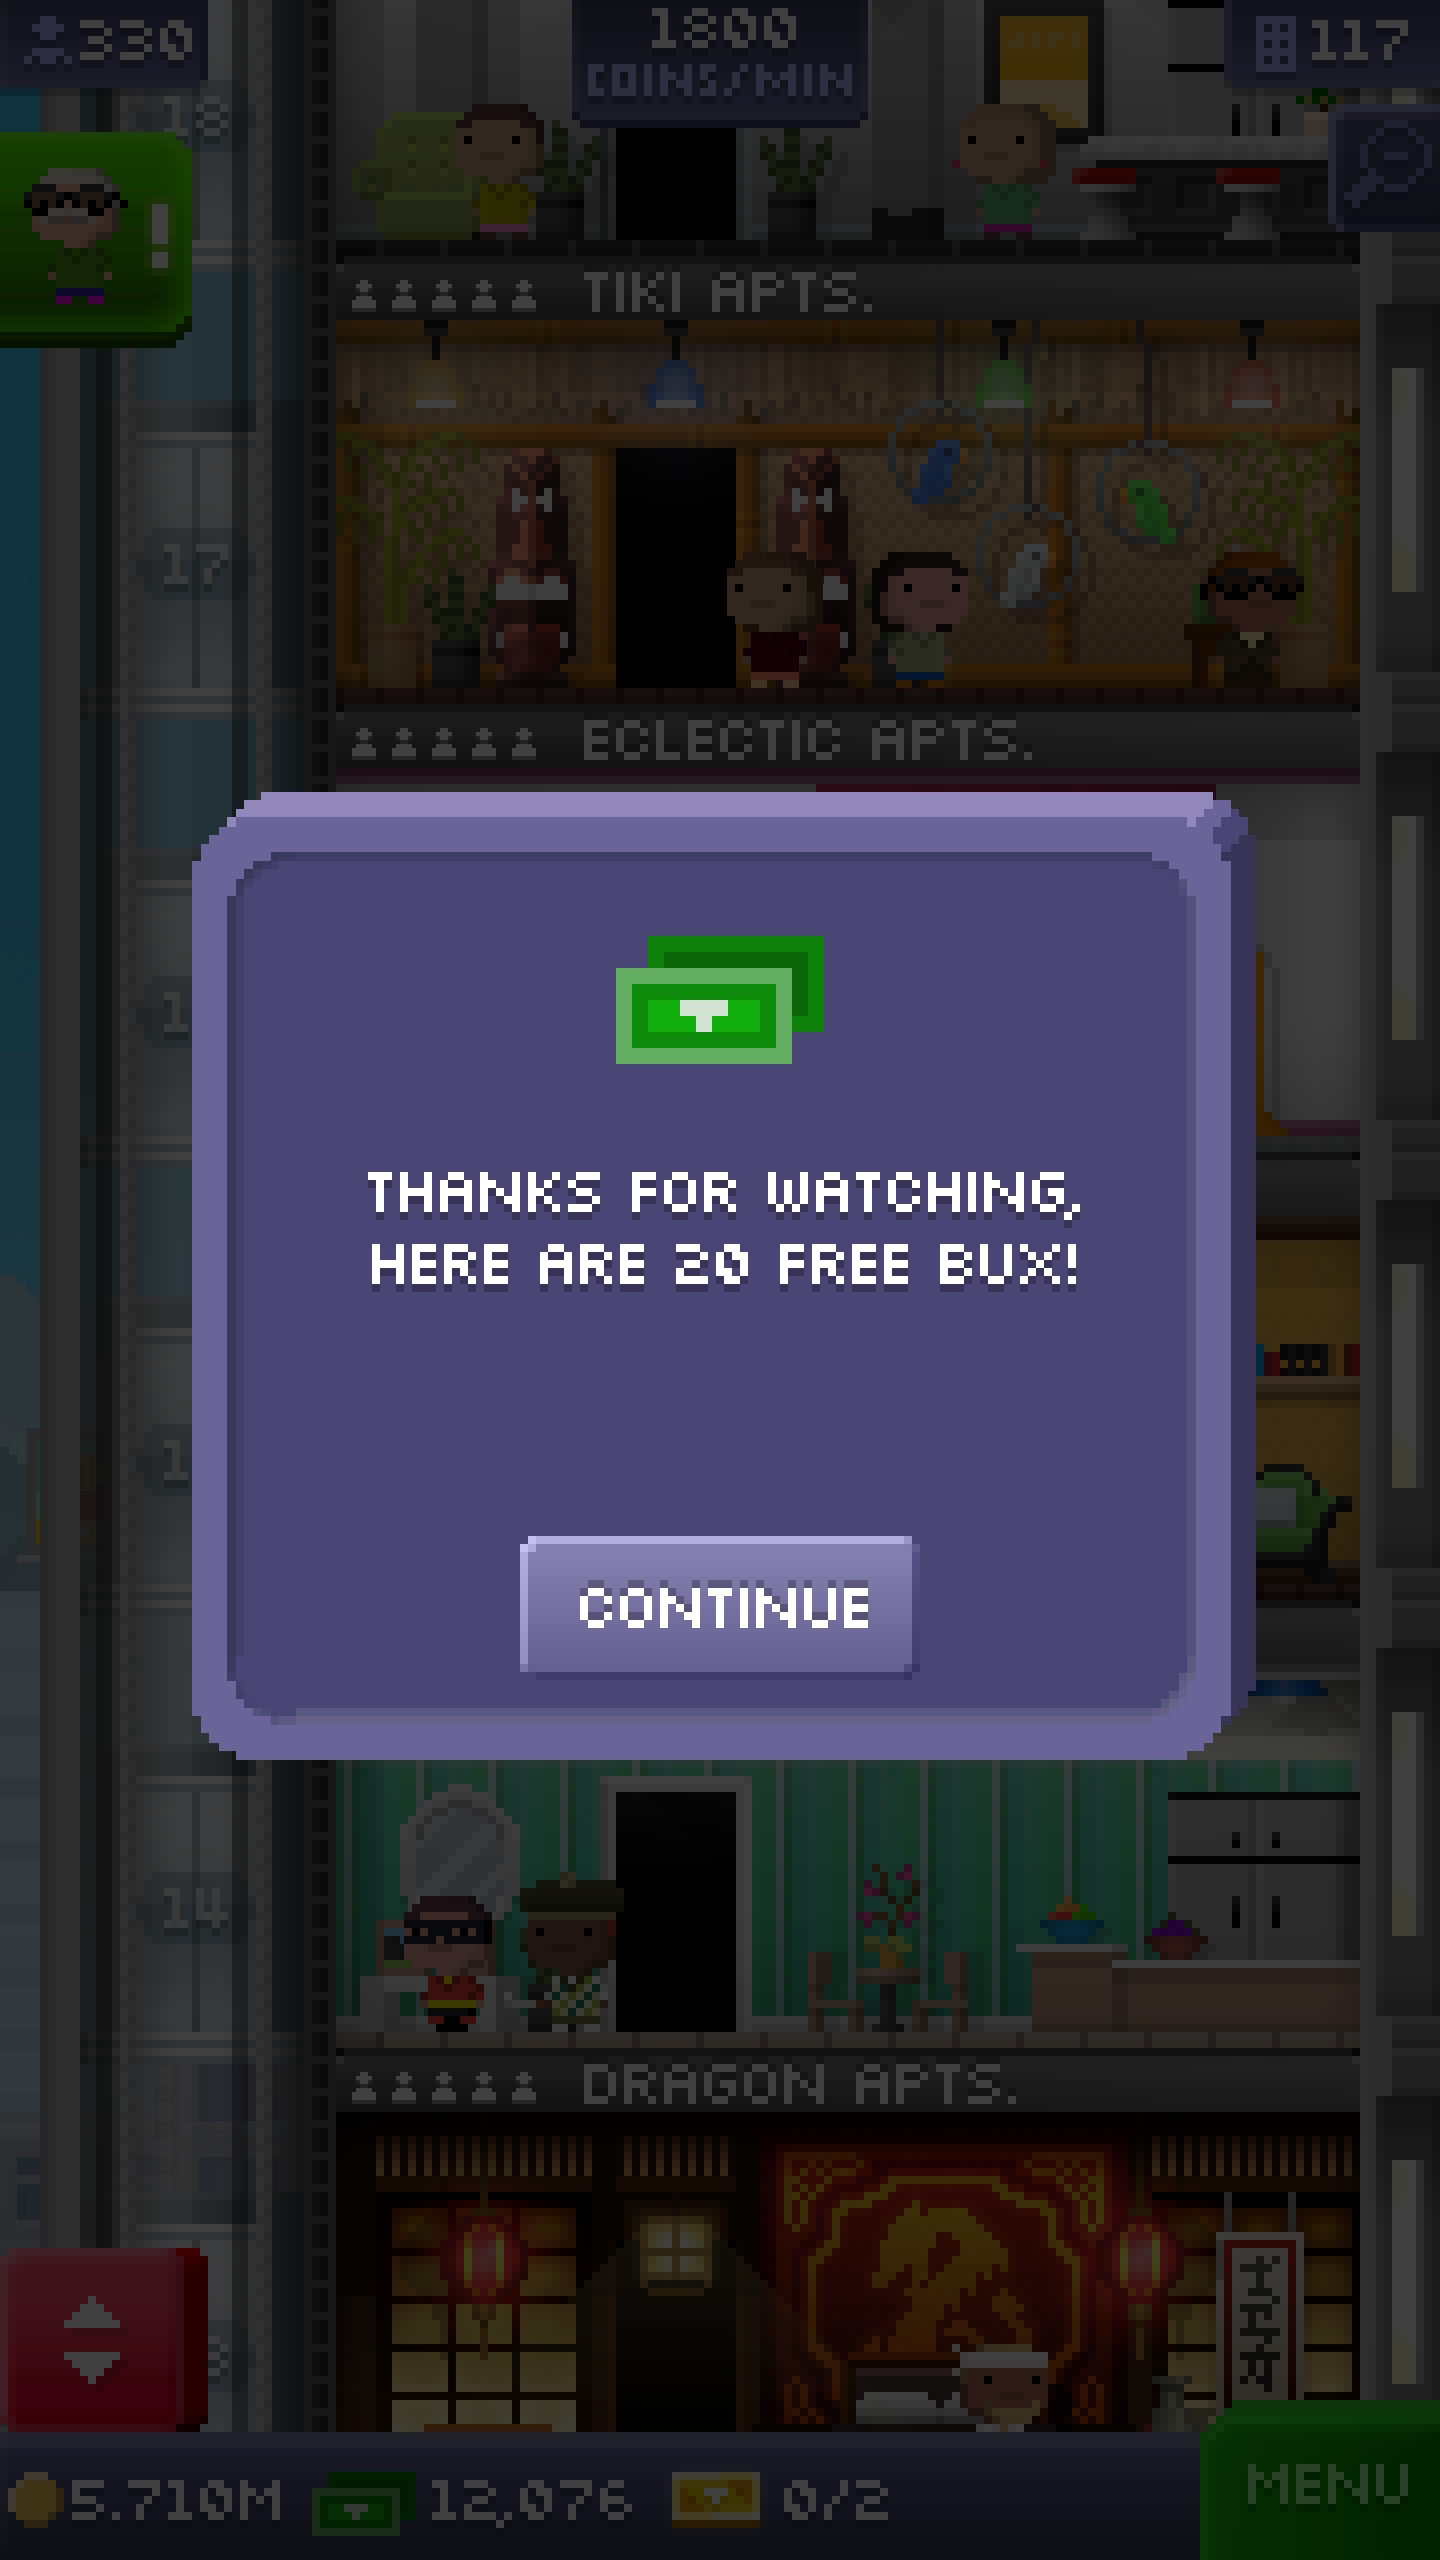 330
1800
COINS/MIN
117
18
TIKI APTS.
17
ECLECTIC APTS.
THANKS FOR WATCHING,
HERE ARE 20 FREE BUX!
CONTINUE
14
DRAGON APTS.
5.710M
12,076
0/2
MENU